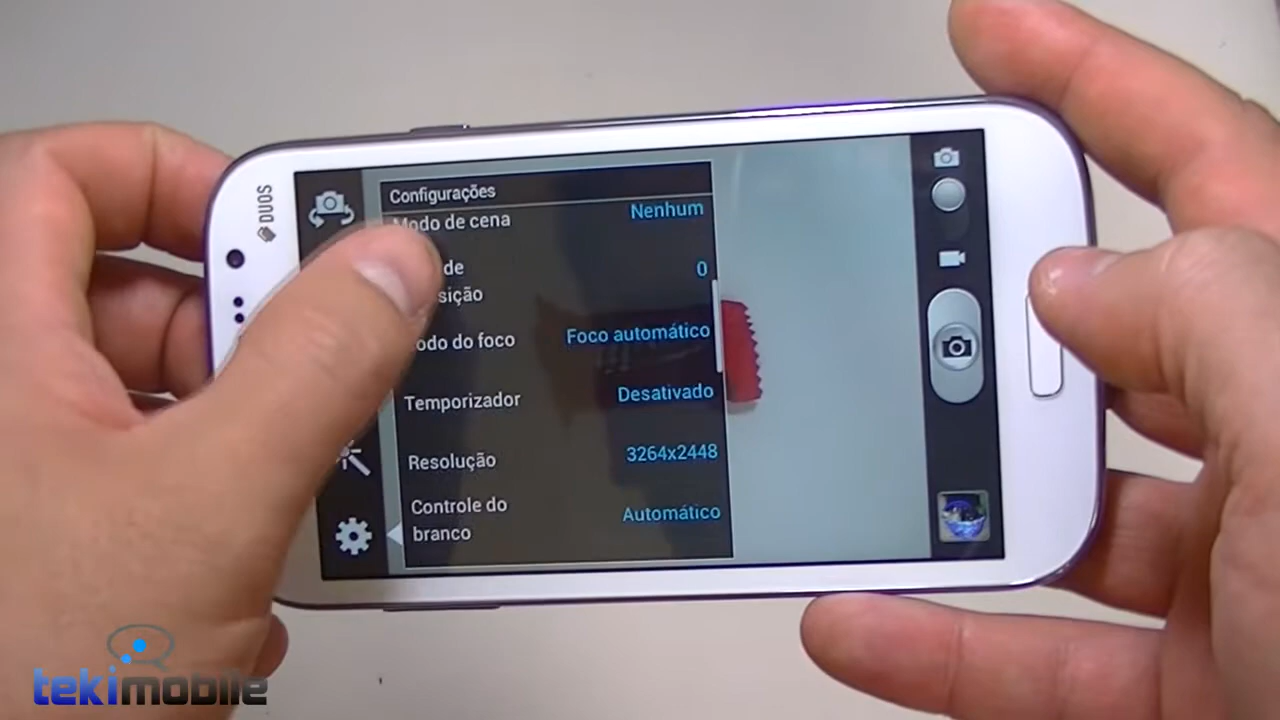 DUOS
Configurações
Modo de cena
Nenhum
de
sição
0
odo do foco
Foco automático
Temporizador
Desativado
Resolução
3264x2448
Controle do
branco
Automático
tekimobile